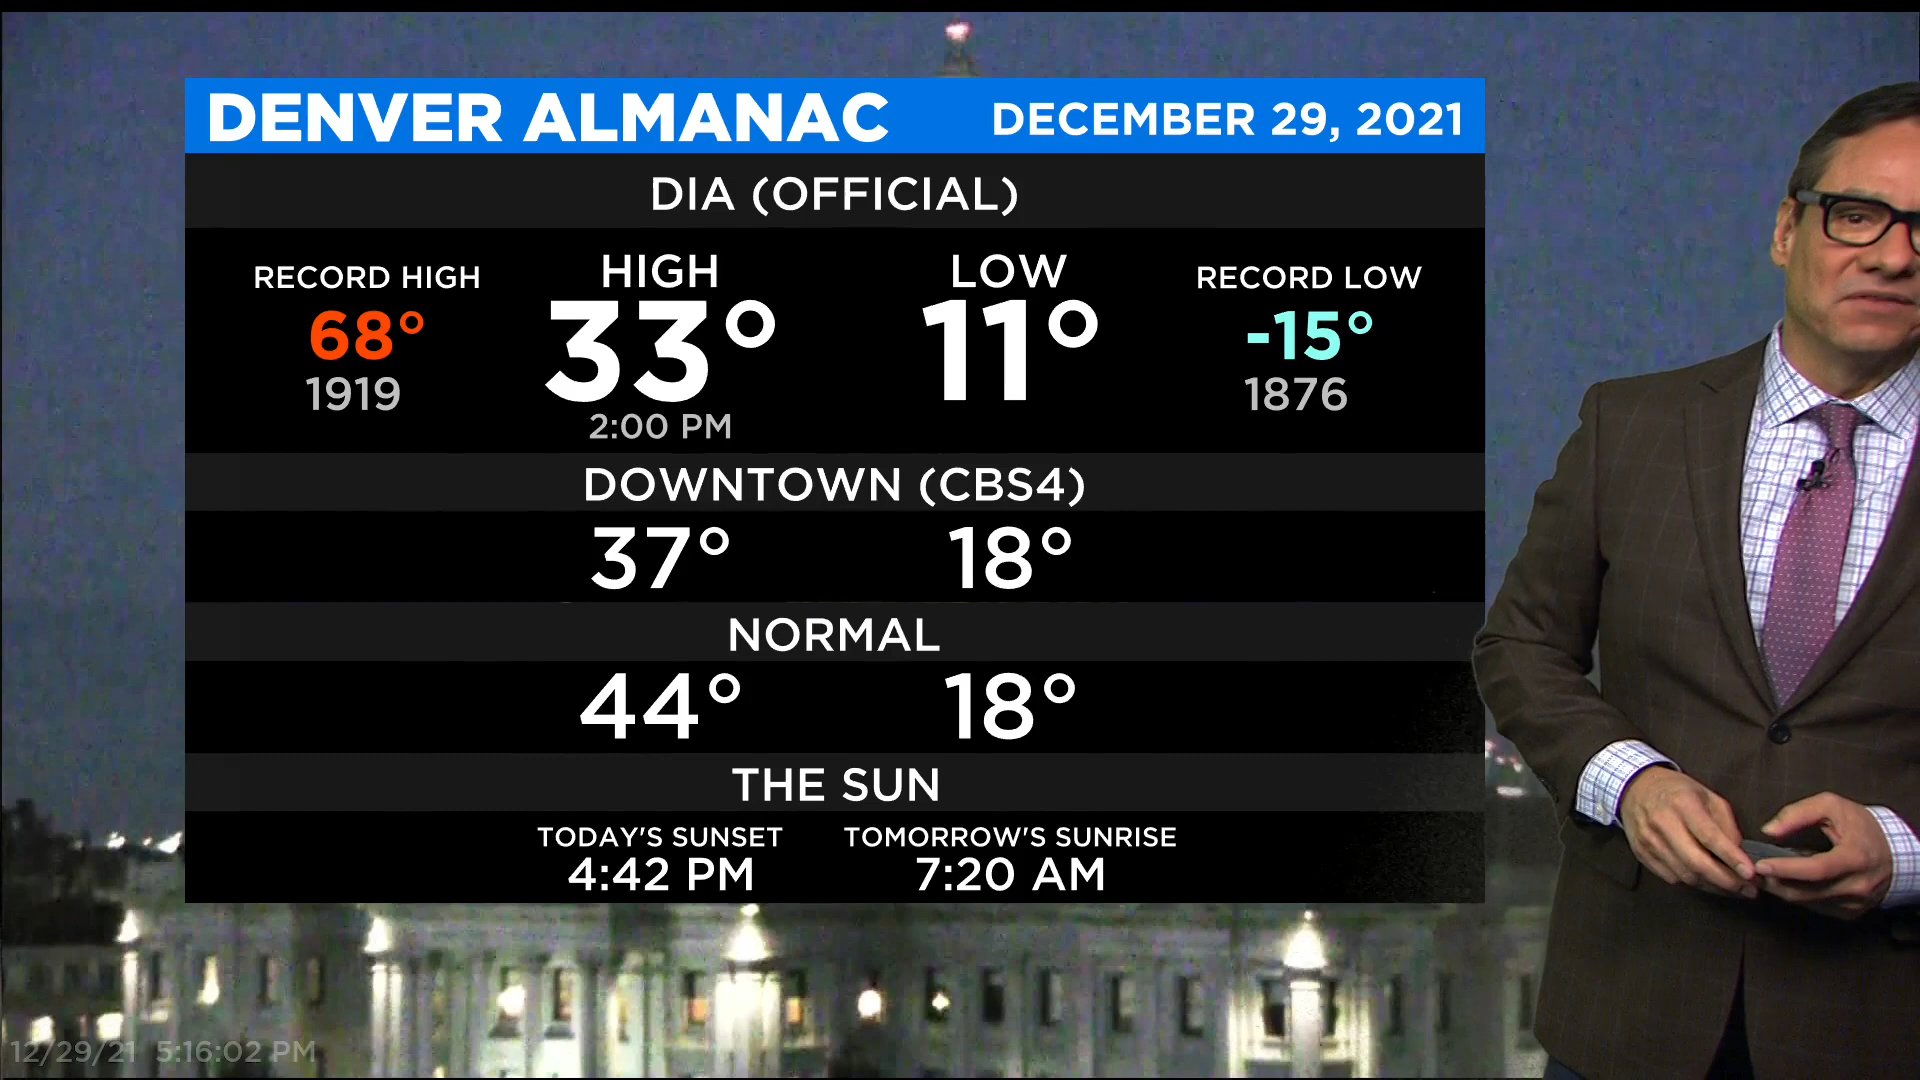 DENVER ALMANAC DECEMBER 29, 2021
DIA (OFFICIAL)
RECORD HIGH HIGH LOW RECORD LOW
68° 33° 11° -15°
1919 1876
2:00 PM
DOWNTOWN (CBS4)
37° 18°
NORMAL
44° 18°
THE SUN
TODAY'S SUNSET TOMORROW'S SUNRISE
4:42 PM 7:20 AM
12/29/21 5:16:02 PM